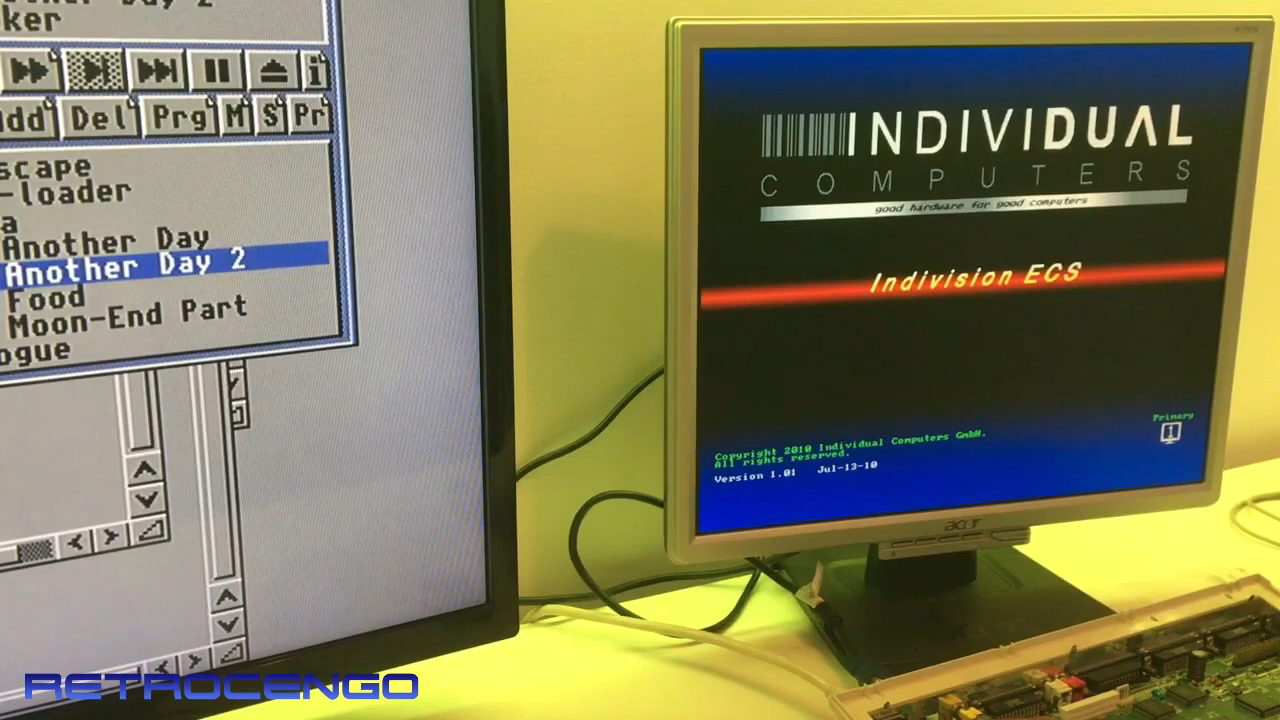 ker
Del Prg M S Pr
scape
-loader
a
Another Day
Another Day 2
Food
Moon-End Part
ogue
INDIVIDUAL
COMPUTERS
good hardware for good computers
Indivision ECS
Primary
1
Copyright 2010 Individual Computers GmbH.
All rights reserved.
Version 1.01 Jul-13-10
acer
RETROCENGO